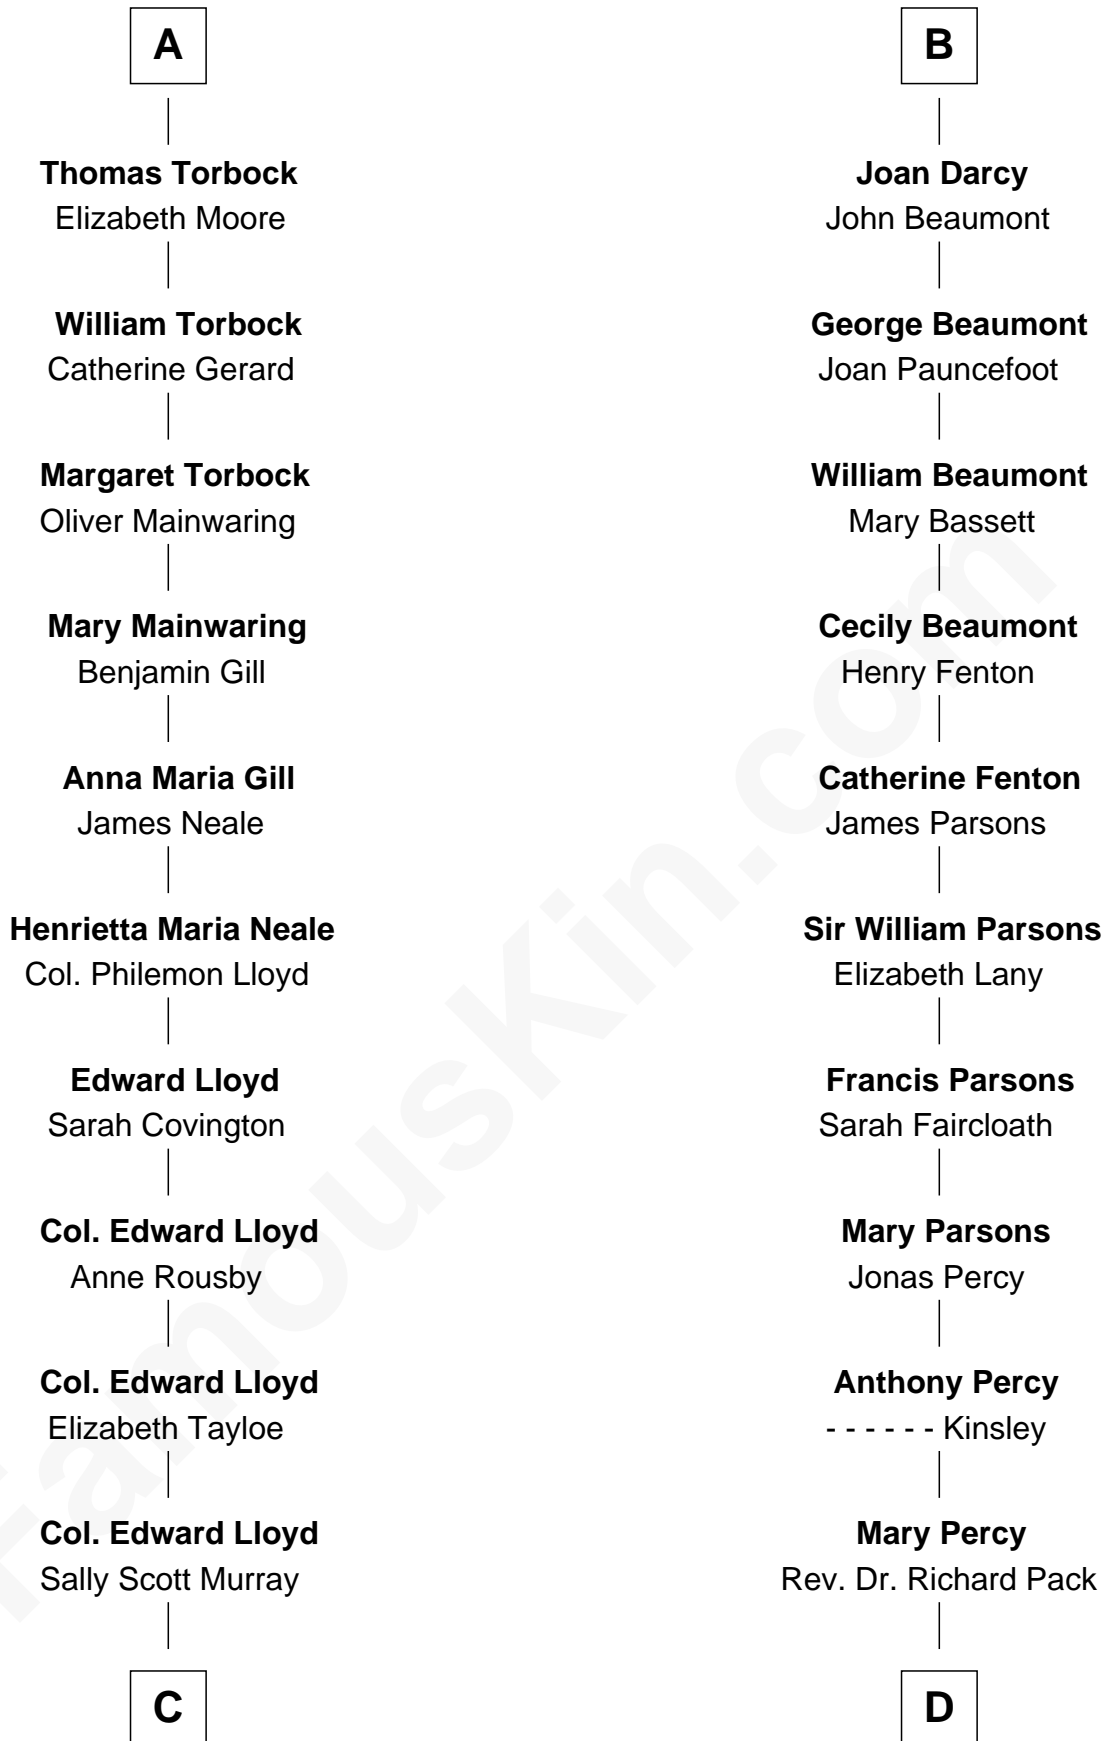 A
Thomas Torbock
Elizabeth Moore
William Torbock
Catherine Gerard
Margaret Torbock
Oliver Mainwaring
Mary Mainwaring
Benjamin Gill
Anna Maria Gill
James Neale
Henrietta Maria Neale
Col. Philemon Lloyd
Edward Lloyd
Sarah Covington
Col. Edward Lloyd
Anne Rousby
Col. Edward Lloyd
Elizabeth Tayloe
Col. Edward Lloyd
Sally Scott Murray
C
B
Joan Darcy
John Beaumont
George Beaumont
Joan Pauncefoot
William Beaumont
Mary Bassett
Cecily Beaumont
Henry Fenton
Catherine Fenton
James Parsons
Sir William Parsons
Elizabeth Lany
Francis Parsons
Sarah Faircloath
Mary Parsons
Jonas Percy
Anthony Percy
- - - - - - Kinsley
Mary Percy
Rev. Dr. Richard Pack
D
FamousKin.com